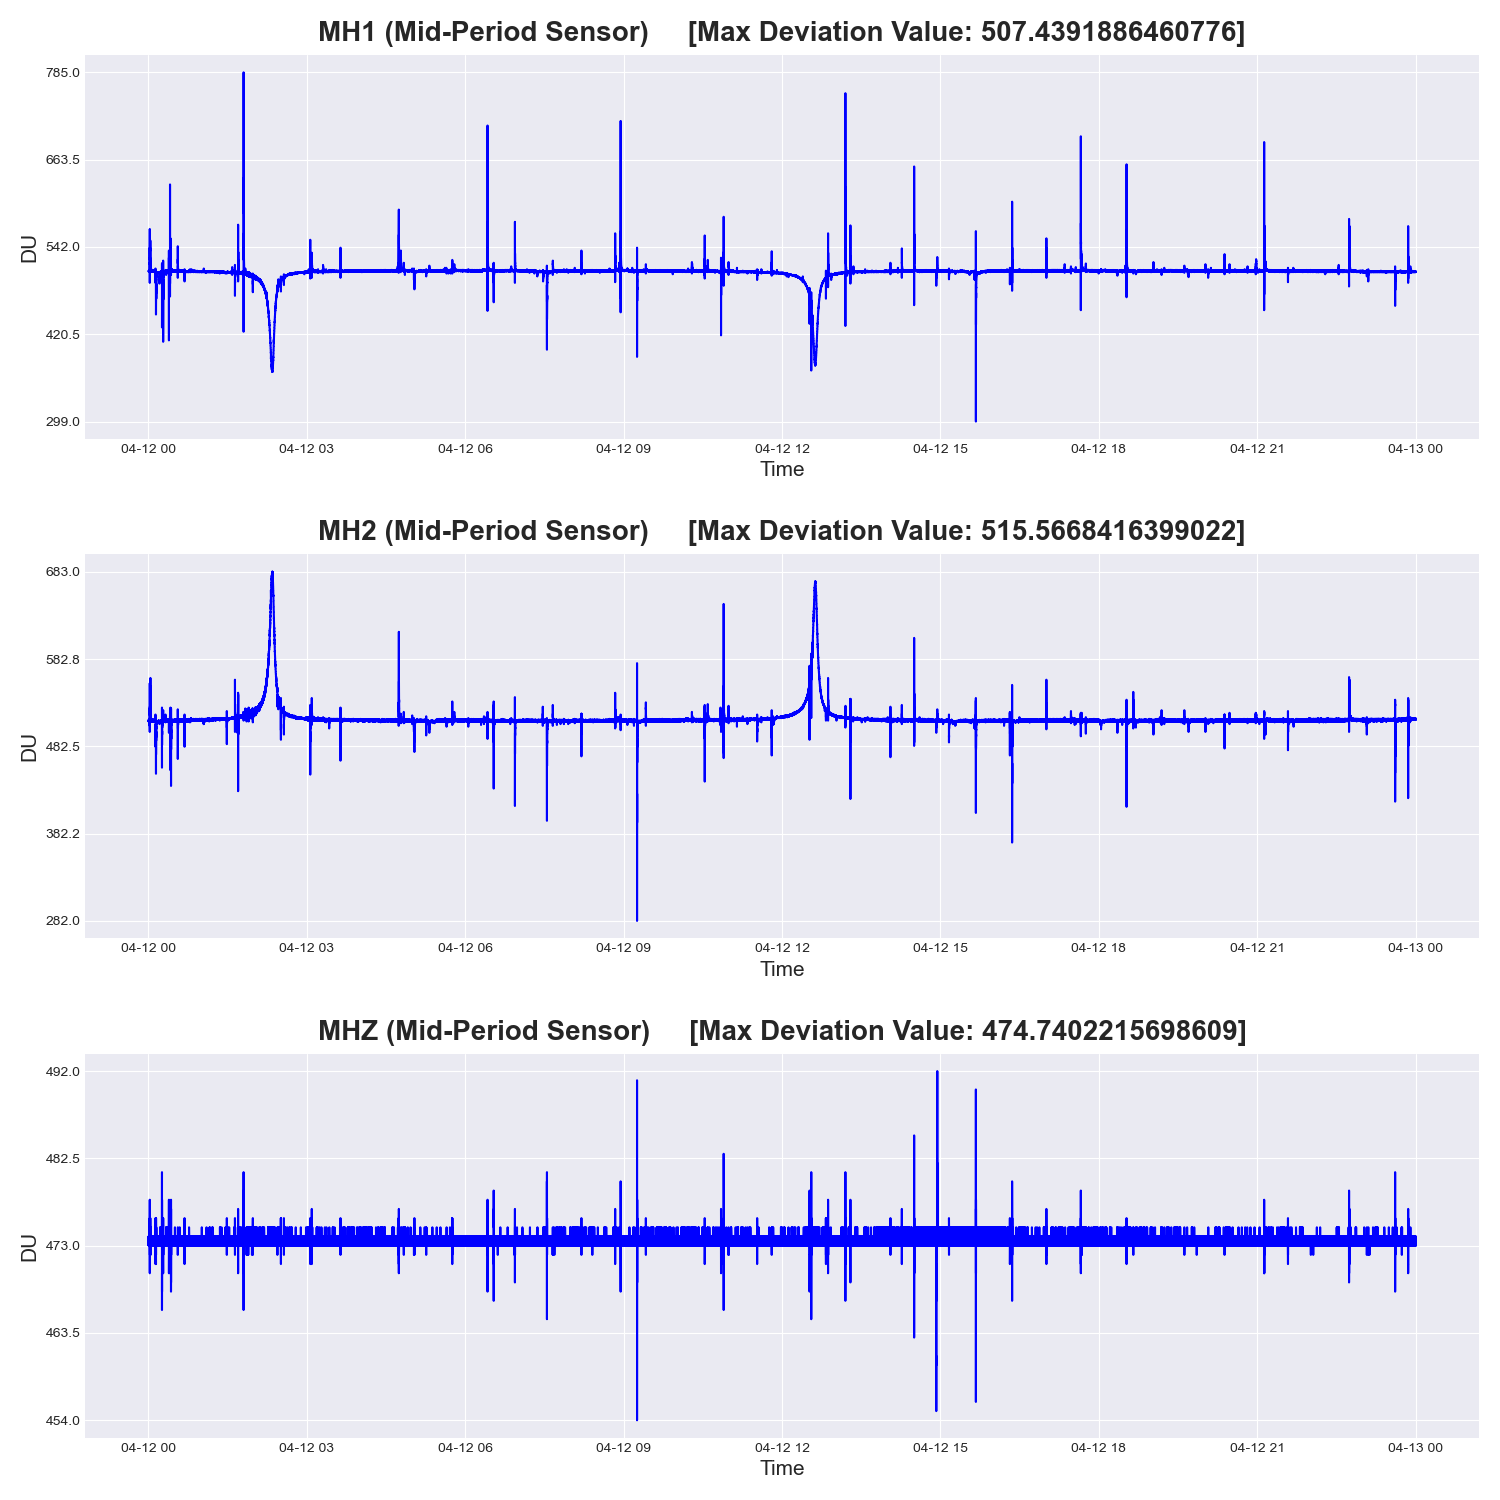 MH1 (Mid-Period Sensor) [Max Deviation Value: 507.4391886460776]
785.0
663.5
542.0
420.5
299.0
DU
04-12 00 04-12 03 04-12 06 04-12 09 04-12 12 04-12 15 04-12 18 04-12 21 04-13 00
Time
MH2 (Mid-Period Sensor) [Max Deviation Value: 515.5668416399022]
683.0
582.8
482.5
382.2
282.0
DU
04-12 00 04-12 03 04-12 06 04-12 09 04-12 12 04-12 15 04-12 18 04-12 21 04-13 00
Time
MHZ (Mid-Period Sensor) [Max Deviation Value: 474.7402215698609]
492.0
482.5
473.0
463.5
454.0
DU
04-12 00 04-12 03 04-12 06 04-12 09 04-12 12 04-12 15 04-12 18 04-12 21 04-13 00
Time